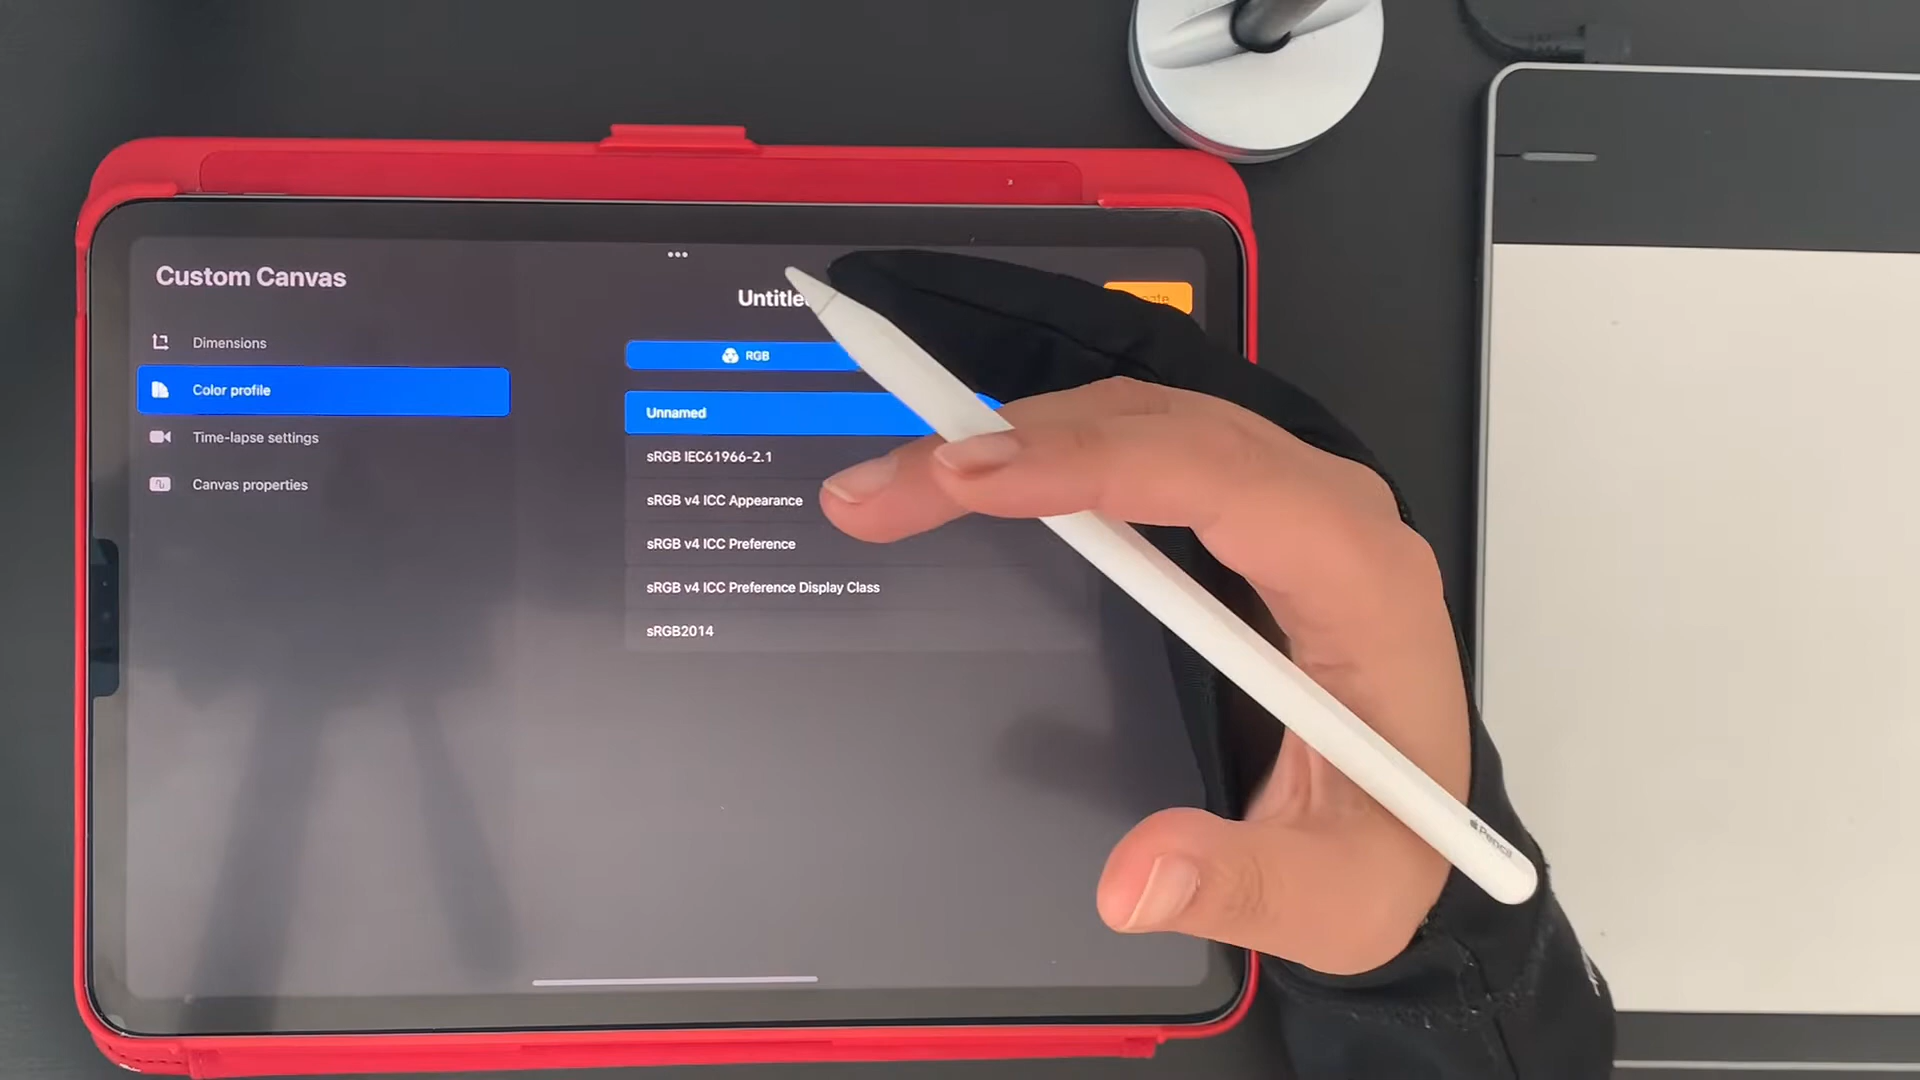 Custom Canvas
Dimensions
Color profile
Time-lapse settings
Canvas properties
RGB
Unnamed
sRGB IEC61966-2.1
sRGB v4 ICC Appearance
sRGB v4 ICC Preference
sRGB v4 ICC Preference Display Class
sRGB2014
Pencil